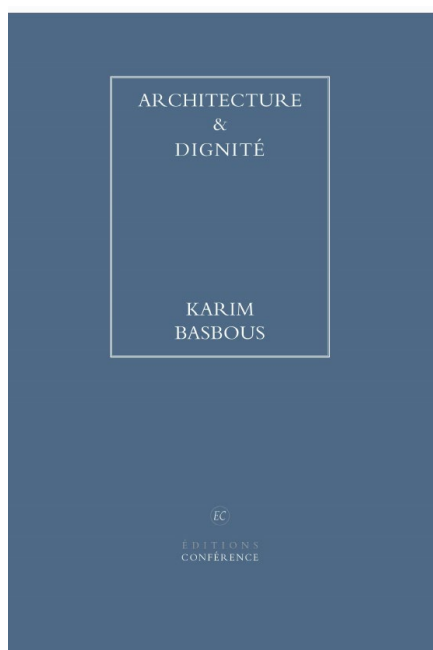 ARCHITECTURE
&
DIGNITÉ
KARIM
BASBOUS
EC
ÉDITIONS
CONFÉRENCE